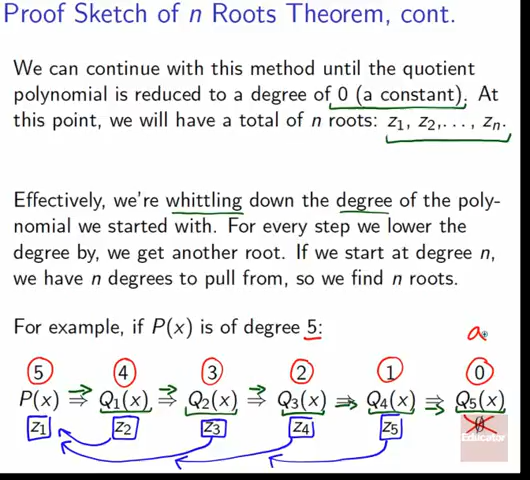 Proof Sketch of n Roots Theorem, cont.
We can continue with this method until the quotient
polynomial is reduced to a degree of 0 (a constant). At
this point, we will have a total of n roots: z₁, z₂, . . . , zₙ.
Effectively, we're whittling down the degree of the poly-
nomial we started with. For every step we lower the
degree by, we get another root. If we start at degree n,
we have n degrees to pull from, so we find n roots.
For example, if P(x) is of degree 5:
a
5 4 3 2 1 0
P(x) ⇒ Q₁(x) ⇒ Q₂(x) ⇒ Q₃(x) ⇒ Q₄(x) ⇒ Q₅(x)
z₁ z₂ z₃ z₄ z₅ ∅
Educator